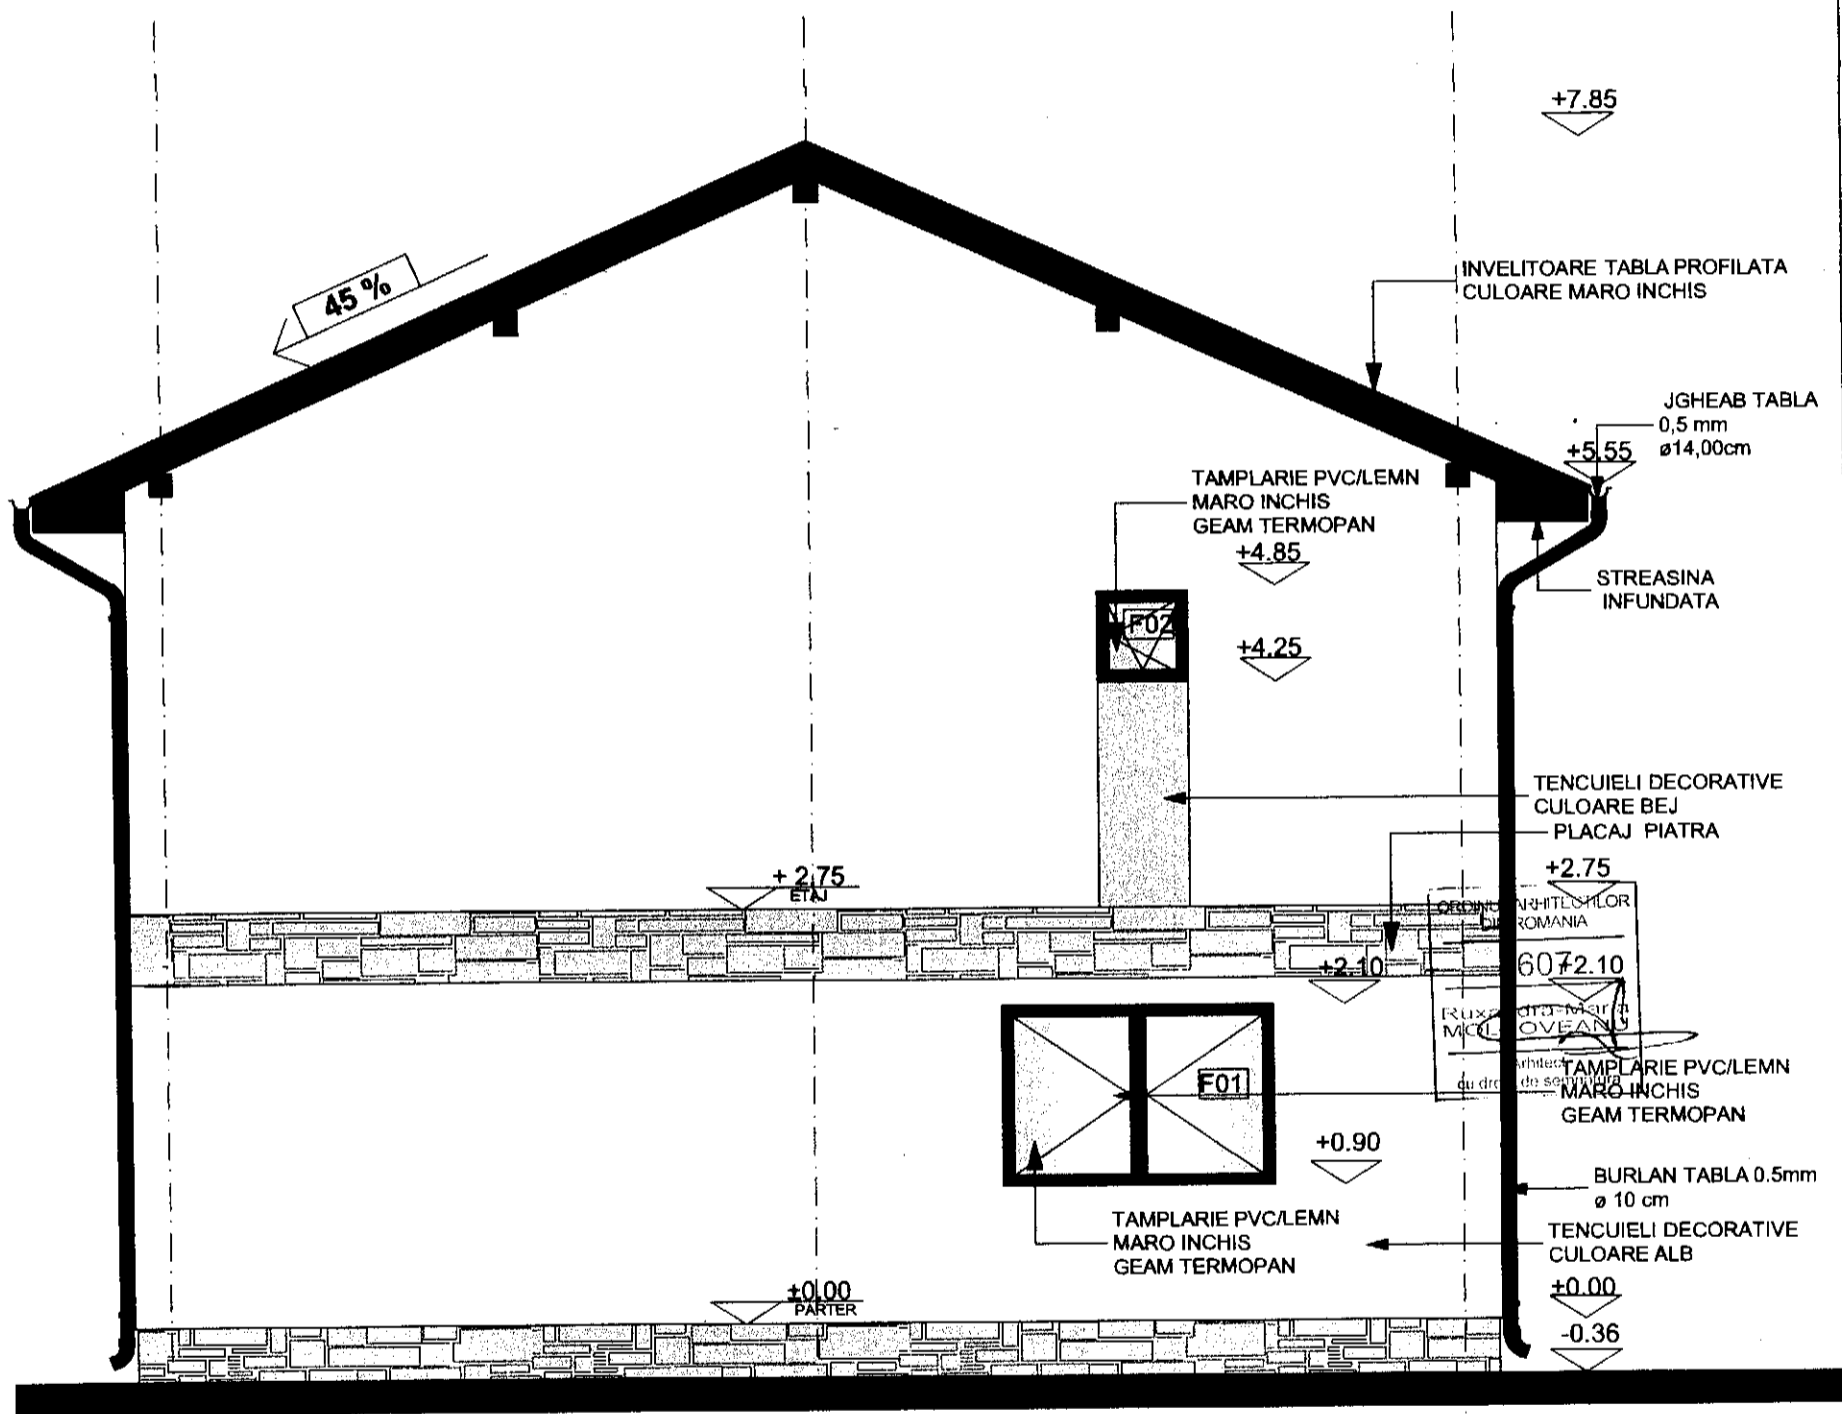 +7.85
45 %
INVELITOARE TABLA PROFILATA
CULOARE MARO INCHIS
JGHEAB TABLA
0,5 mm
ø14,00cm
+5.55
TAMPLARIE PVC/LEMN
MARO INCHIS
GEAM TERMOPAN
+4.85
STREASINA
INFUNDATA
F02
+4.25
TENCUIELI DECORATIVE
CULOARE BEJ
PLACAJ PIATRA
+2.75
+ 2,75
ETAJ
ROMANIA
607
+2.10
+2.10
TAMPLARIE PVC/LEMN
MARO INCHIS
GEAM TERMOPAN
F01
+0.90
BURLAN TABLA 0.5mm
ø 10 cm
TAMPLARIE PVC/LEMN
MARO INCHIS
GEAM TERMOPAN
TENCUIELI DECORATIVE
CULOARE ALB
±0.00
±0.00
PARTER
-0.36